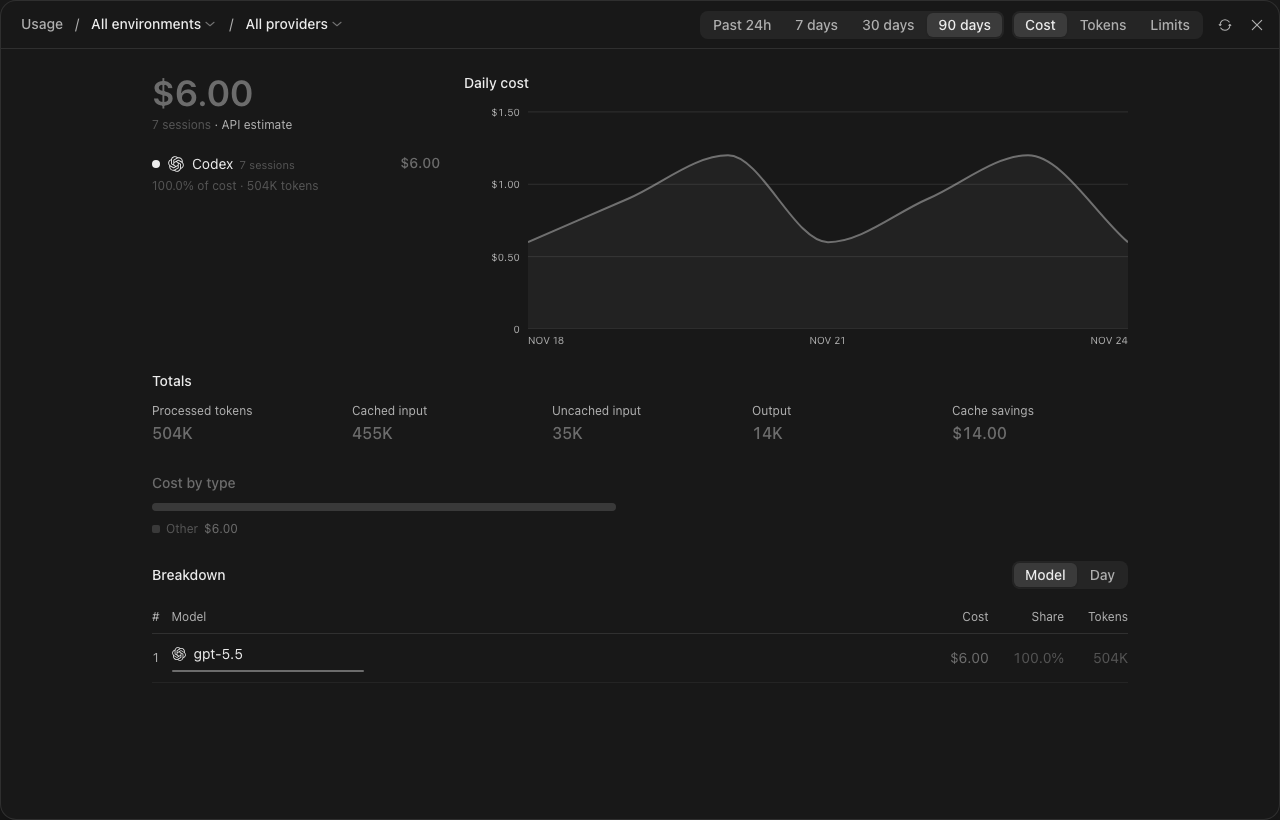 Usage / All environments / All providers
Past 24h 7 days 30 days 90 days Cost Tokens Limits
$6.00
7 sessions · API estimate
Codex 7 sessions $6.00
100.0% of cost · 504K tokens
Daily cost
$1.50
$1.00
$0.50
0
NOV 18 NOV 21 NOV 24
Totals
Processed tokens Cached input Uncached input Output Cache savings
504K 455K 35K 14K $14.00
Cost by type
Other $6.00
Breakdown Model Day
# Model Cost Share Tokens
1 gpt-5.5 $6.00 100.0% 504K